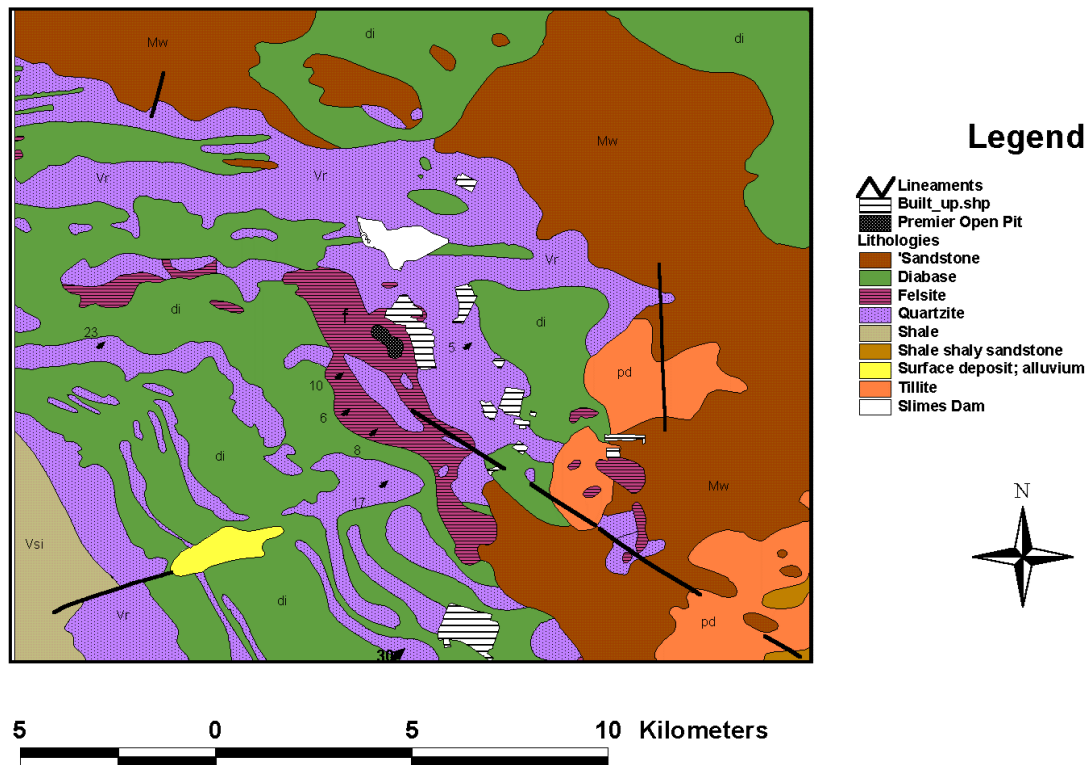 di
Mw
di
Mw
Legend
Vr
Vr
Lineaments
Built_up.shp
Premier Open Pit
Lithologies
'Sandstone
Diabase
Felsite
Quartzite
Shale
Shale shaly sandstone
Surface deposit; alluvium
Tillite
Slimes Dam
Vr
di
f
di
23
5
pd
10
6
8
di
17
Mw
N
Vsi
di
Vr
pd
30
5 0 5 10 Kilometers